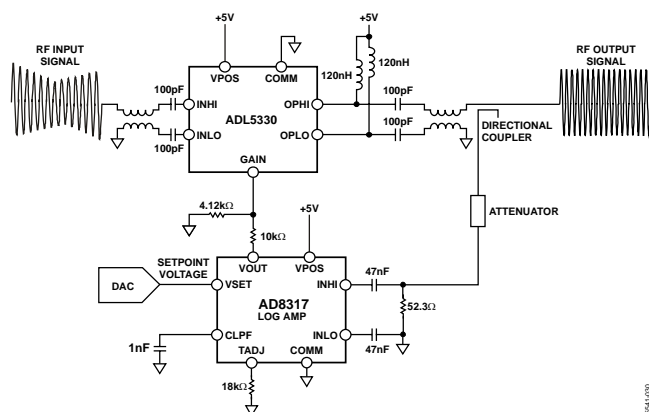 +5V
+5V
RF INPUT
SIGNAL
RF OUTPUT
SIGNAL
120nH
120nH
VPOS
COMM
100pF
INHI
OPHI
100pF
ADL5330
DIRECTIONAL
COUPLER
INLO
OPLO
100pF
100pF
GAIN
ATTENUATOR
4.12kΩ
+5V
10kΩ
SETPOINT
VOLTAGE
VOUT
VPOS
47nF
DAC
VSET
INHI
AD8317
LOG AMP
52.3Ω
CLPF
INLO
1nF
TADJ
COMM
47nF
18kΩ